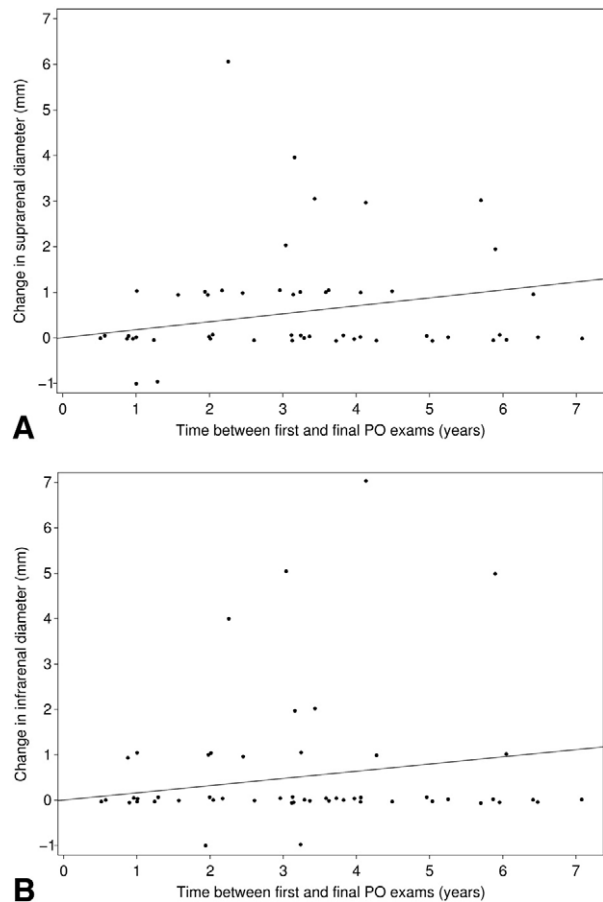 7
6
5
4
3
2
1
0
−1
Change in suprarenal diameter (mm)
0 1 2 3 4 5 6 7
Time between first and final PO exams (years)
A
7
6
5
4
3
2
1
0
−1
Change in infrarenal diameter (mm)
0 1 2 3 4 5 6 7
Time between first and final PO exams (years)
B